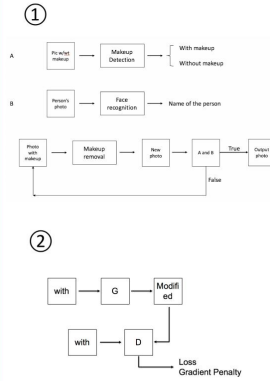 ①
A
Pic w/not
makeup
Makeup
Detection
With makeup
Without makeup
B
Person's
photo
Face
recognition
Name of the person
Photo
with
makeup
Makeup
removal
New
photo
A and B
True
Output
photo
False
②
with
G
Modifi
ed
with
D
Loss
Gradient Penalty